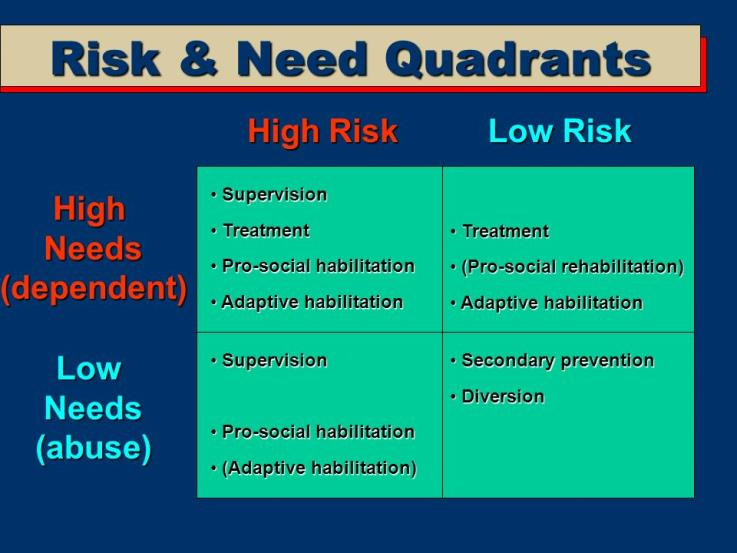 Risk & Need Quadrants
High Risk
Low Risk
High
Needs
(dependent)
• Supervision
• Treatment
• Pro-social habilitation
• Adaptive habilitation
• Treatment
• (Pro-social rehabilitation)
• Adaptive habilitation
Low
Needs
(abuse)
• Supervision
• Pro-social habilitation
• (Adaptive habilitation)
• Secondary prevention
• Diversion